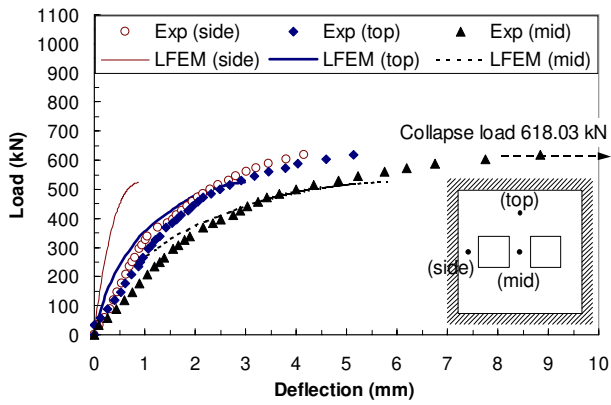 1100
1000
900
800
700
600
500
400
300
200
100
0
Load (kN)
Exp (side) Exp (top) Exp (mid)
LFEM (side) LFEM (top) LFEM (mid)
Collapse load 618.03 kN
(top)
(side)
(mid)
0 1 2 3 4 5 6 7 8 9 10
Deflection (mm)